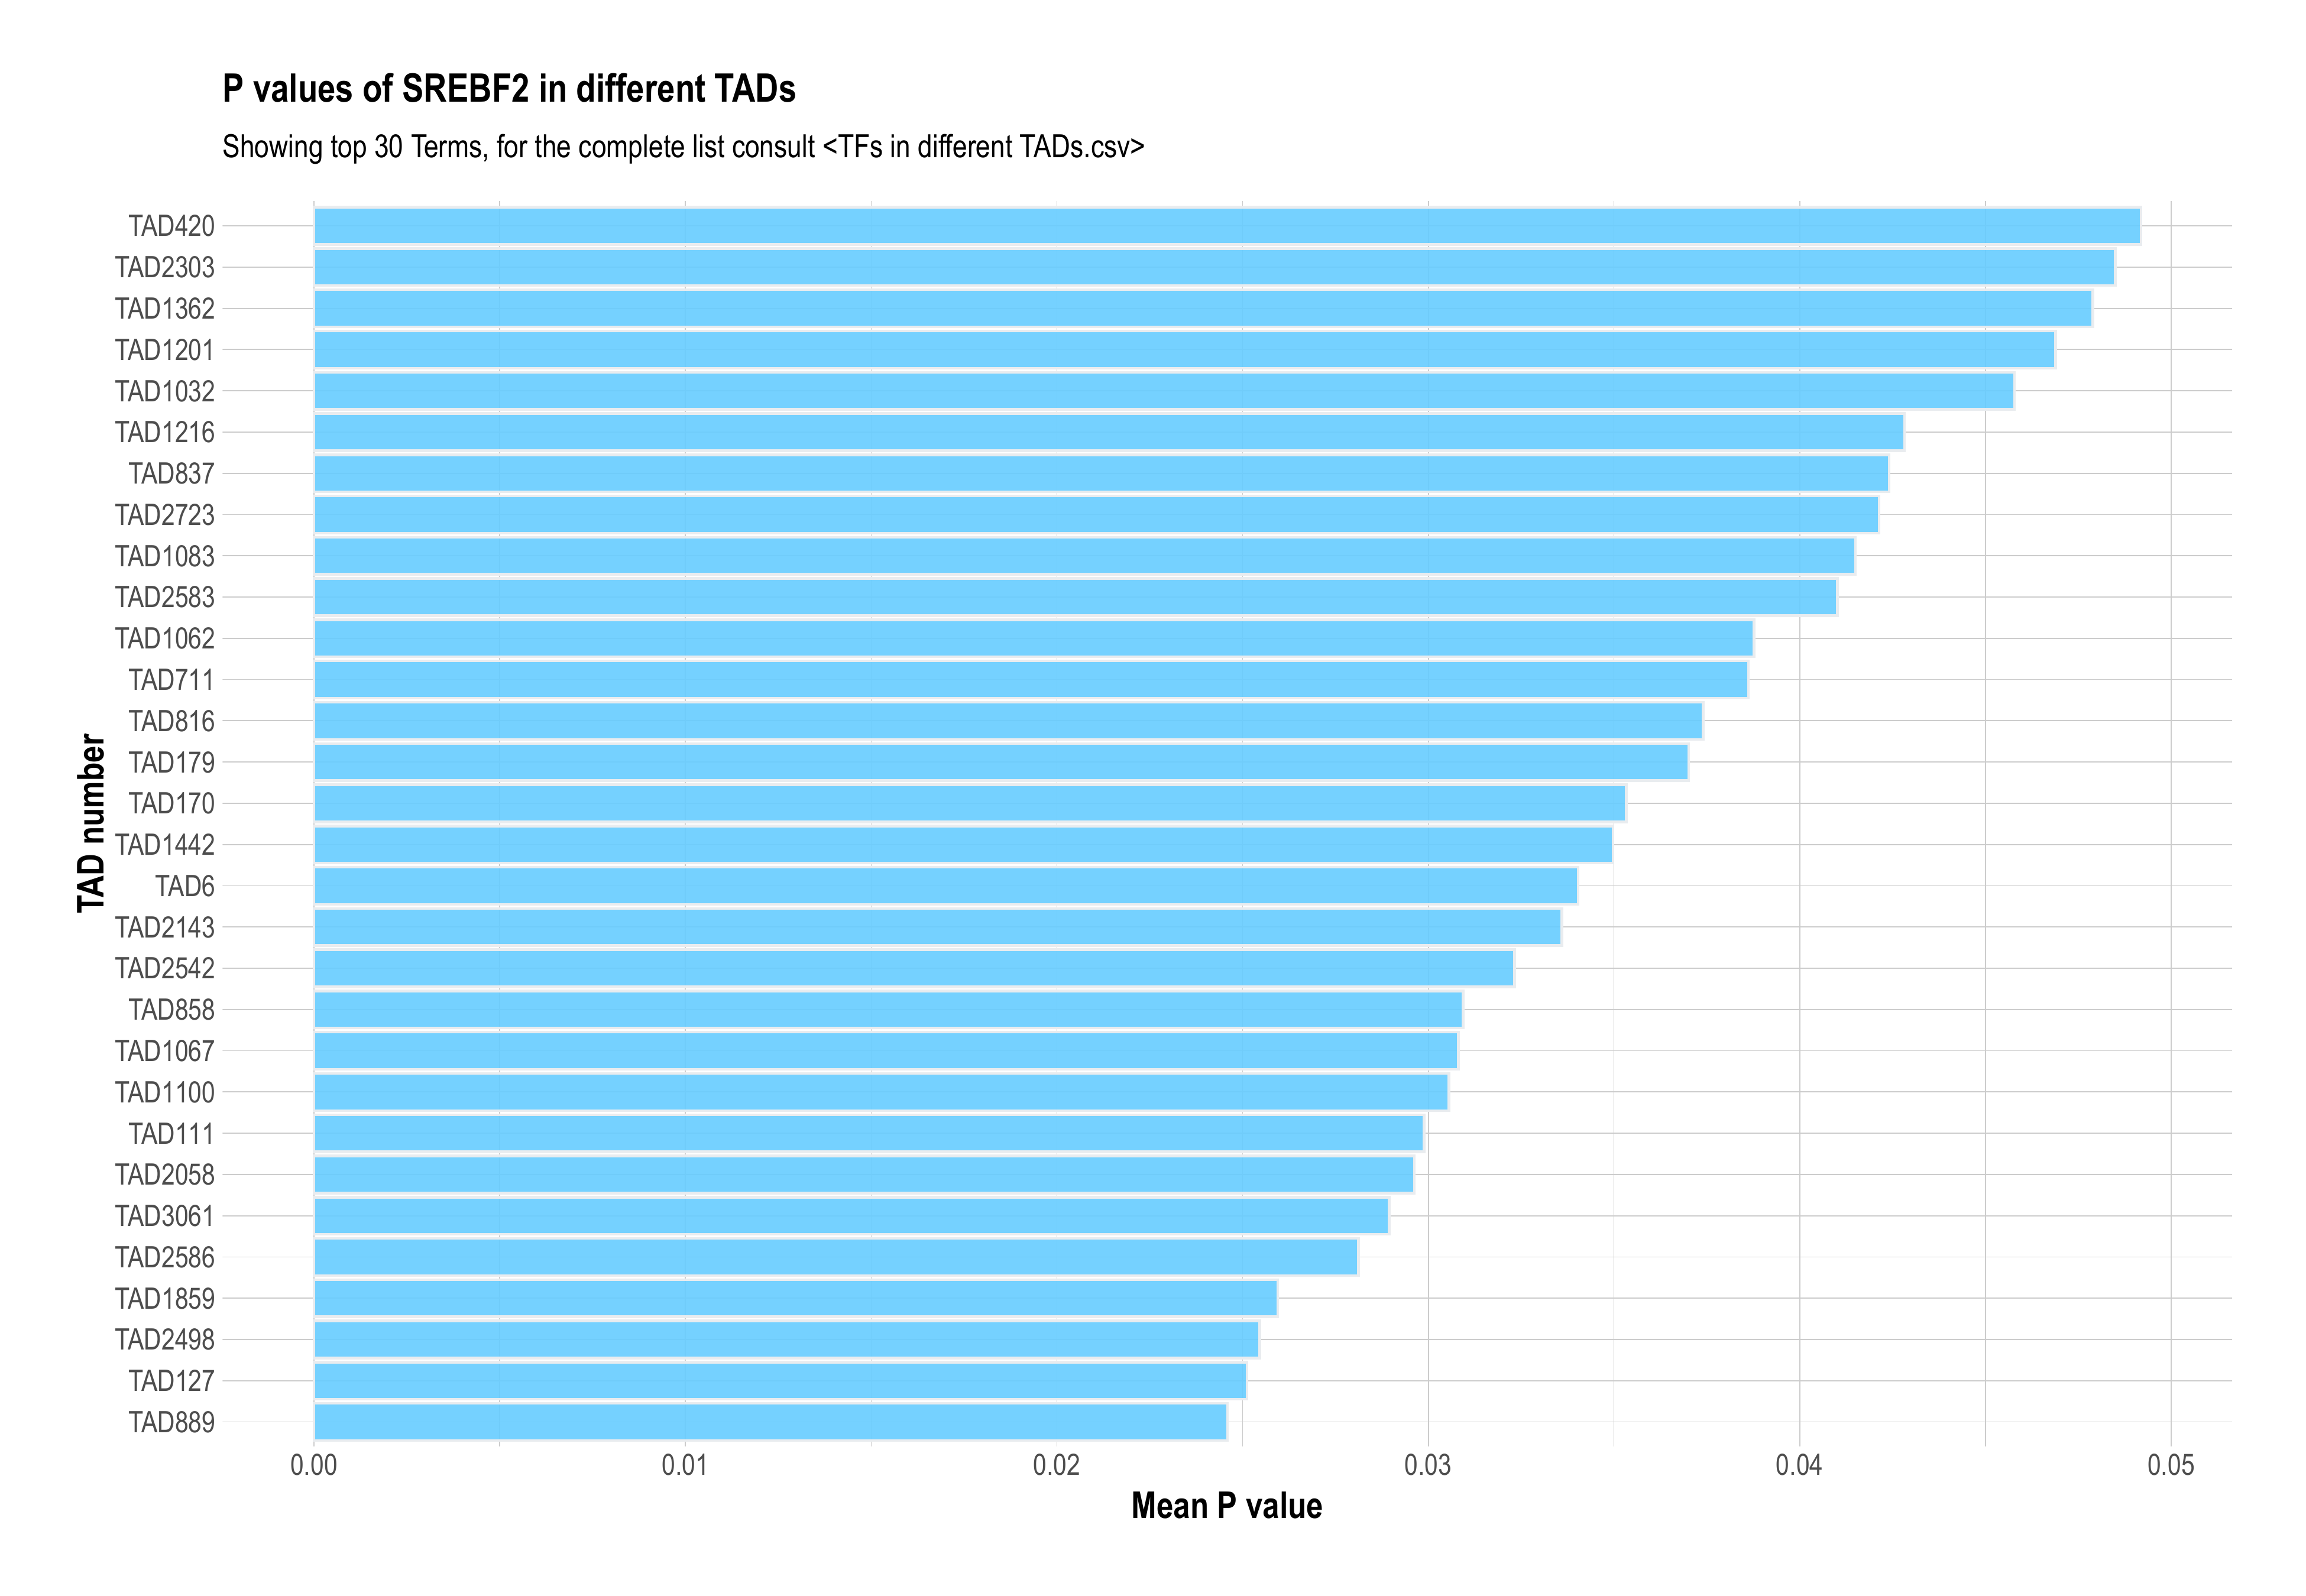 P values of SREBF2 in different TADs
Showing top 30 Terms, for the complete list consult <TFs in different TADs.csv>
TAD number
TAD420
TAD2303
TAD1362
TAD1201
TAD1032
TAD1216
TAD837
TAD2723
TAD1083
TAD2583
TAD1062
TAD711
TAD816
TAD179
TAD170
TAD1442
TAD6
TAD2143
TAD2542
TAD858
TAD1067
TAD1100
TAD111
TAD2058
TAD3061
TAD2586
TAD1859
TAD2498
TAD127
TAD889
0.00 0.01 0.02 0.03 0.04 0.05
Mean P value